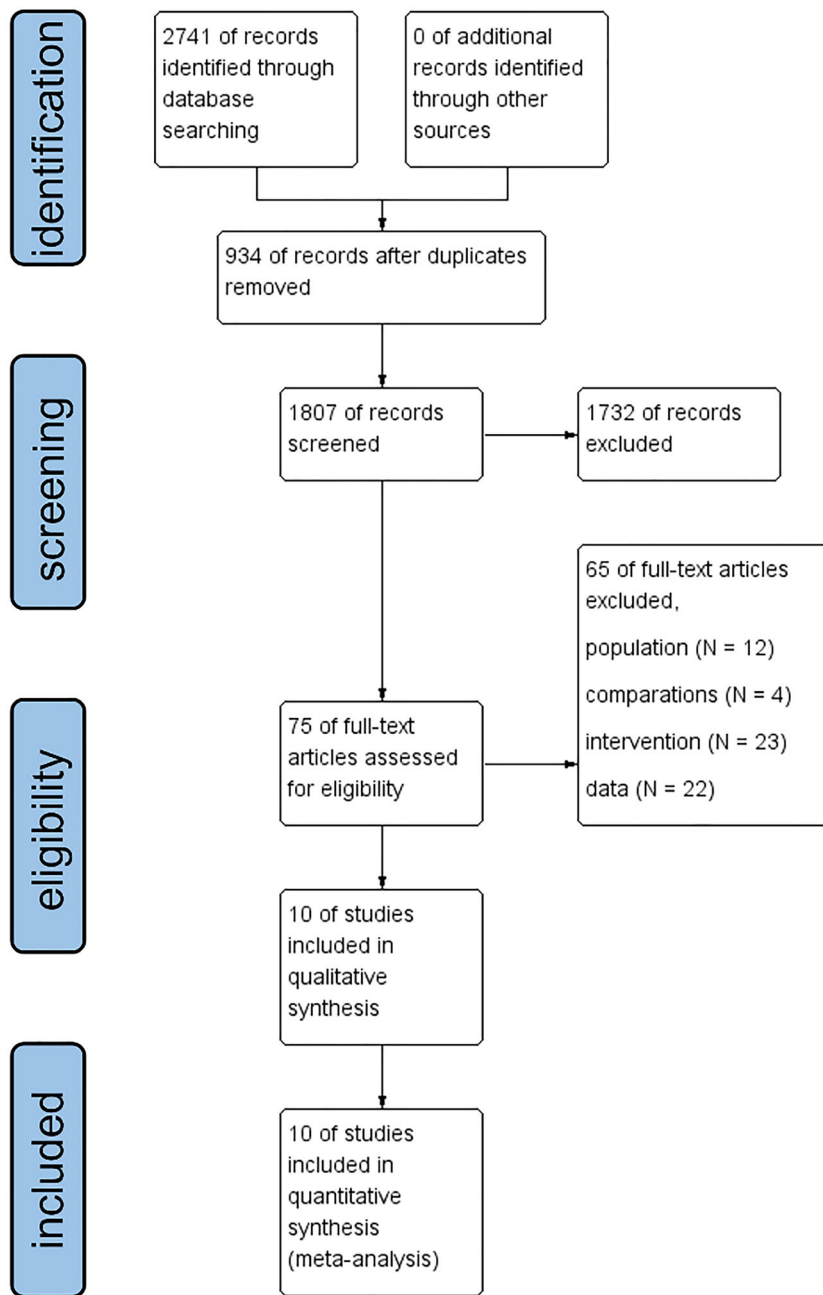 identification
2741 of records
identified through
database
searching
0 of additional
records identified
through other
sources
934 of records after duplicates
removed
screening
1807 of records
screened
1732 of records
excluded
65 of full-text articles
excluded,
population (N = 12)
comparations (N = 4)
intervention (N = 23)
data (N = 22)
eligibility
75 of full-text
articles assessed
for eligibility
10 of studies
included in
qualitative
synthesis
included
10 of studies
included in
quantitative
synthesis
(meta-analysis)